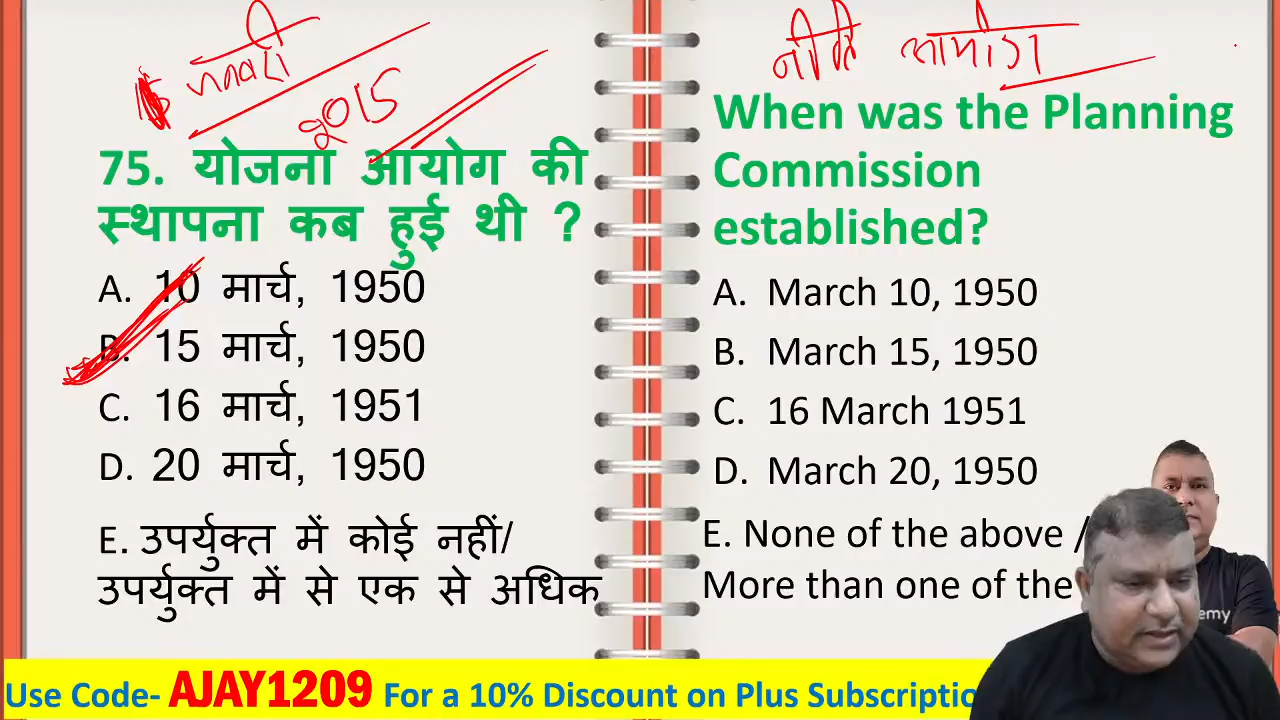 जनवरी
2015
नीति आयोग
75. योजना आयोग की
स्थापना कब हुई थी ?
A. 10 मार्च, 1950
B. 15 मार्च, 1950
C. 16 मार्च, 1951
D. 20 मार्च, 1950
E. उपर्युक्त में कोई नहीं/
उपर्युक्त में से एक से अधिक
When was the Planning
Commission
established?
A. March 10, 1950
B. March 15, 1950
C. 16 March 1951
D. March 20, 1950
E. None of the above /
More than one of the
emy
Use Code- AJAY1209 For a 10% Discount on Plus Subscriptio